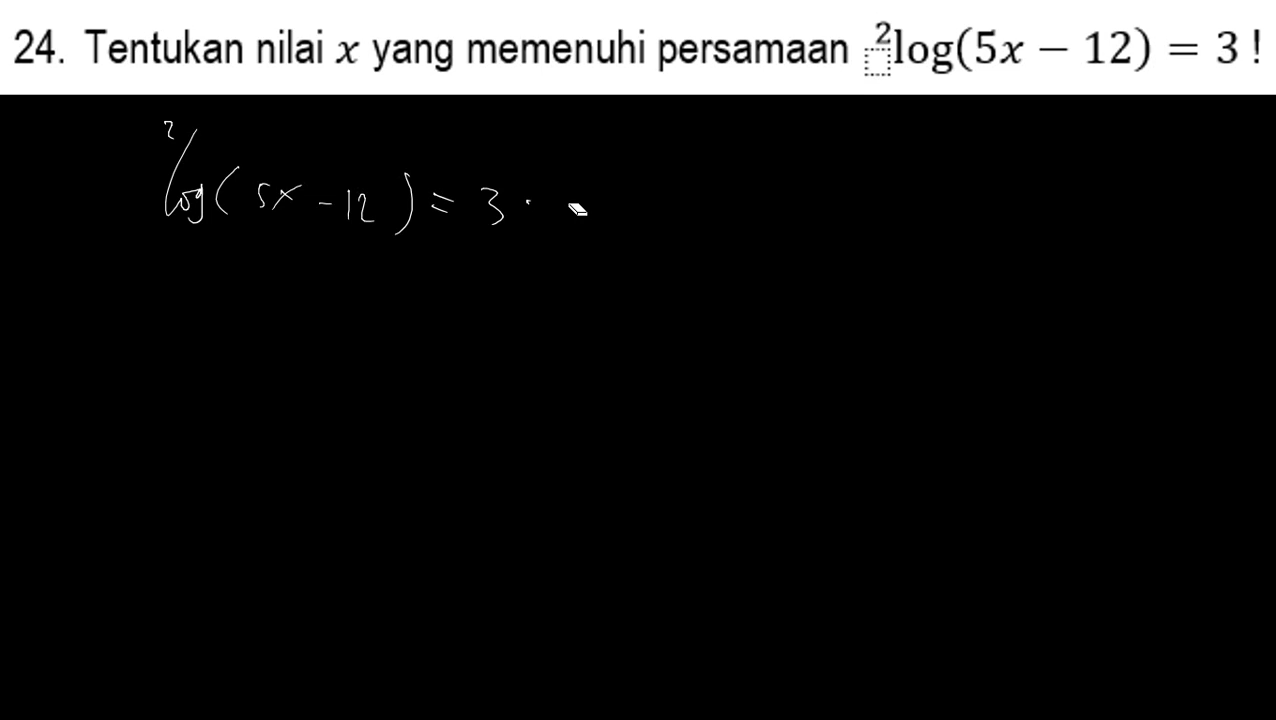 24. Tentukan nilai x yang memenuhi persamaan ²log(5x − 12) = 3 !
²log(5x - 12) = 3 .